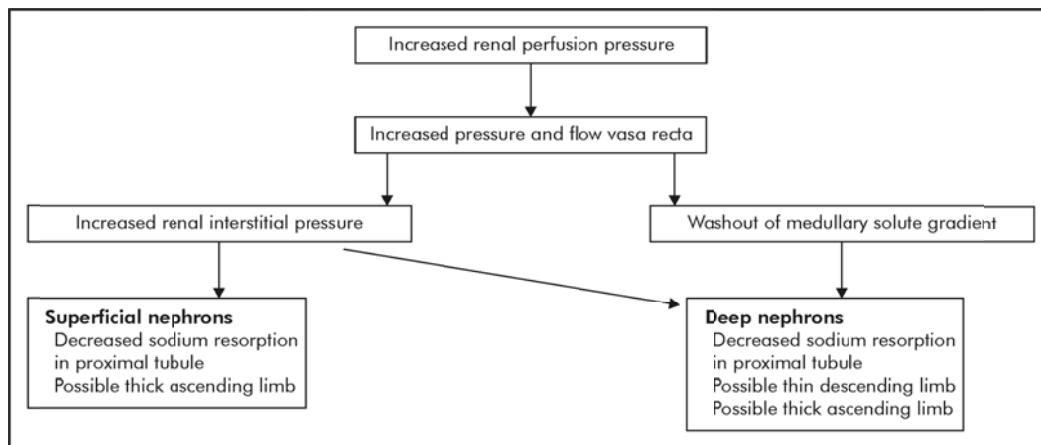 Increased renal perfusion pressure
Increased pressure and flow vasa recta
Increased renal interstitial pressure
Washout of medullary solute gradient
Superficial nephrons
Decreased sodium resorption
in proximal tubule
Possible thick ascending limb
Deep nephrons
Decreased sodium resorption
in proximal tubule
Possible thin descending limb
Possible thick ascending limb